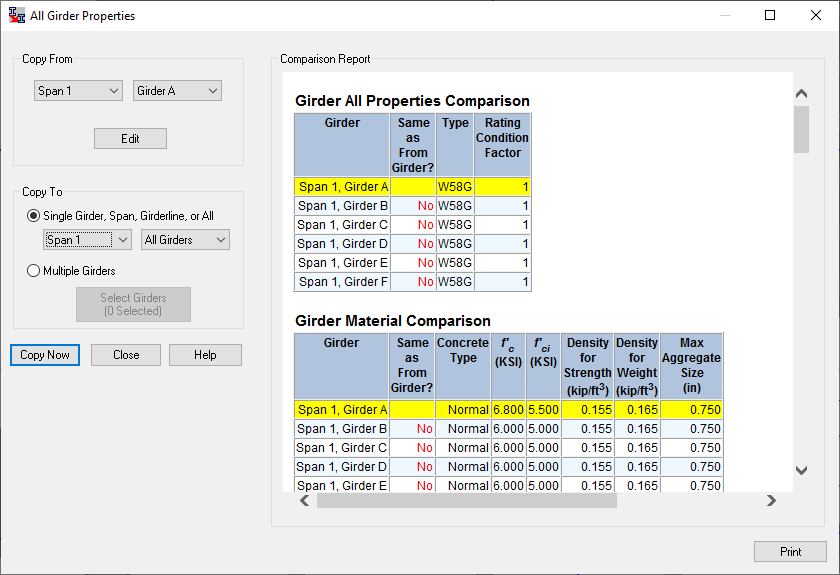 All Girder Properties
Copy From
Span 1 Girder A
Edit
Copy To
Single Girder, Span, Girderline, or All
Span 1 All Girders
Multiple Girders
Select Girders
(0 Selected)
Copy Now Close Help
Comparison Report
Girder All Properties Comparison
Girder Same as From Girder? Type Rating Condition Factor
Span 1, Girder A W58G 1
Span 1, Girder B No W58G 1
Span 1, Girder C No W58G 1
Span 1, Girder D No W58G 1
Span 1, Girder E No W58G 1
Span 1, Girder F No W58G 1
Girder Material Comparison
Girder Same as From Girder? Concrete Type f'c (KSI) f'ci (KSI) Density for Strength (kip/ft3) Density for Weight (kip/ft3) Max Aggregate Size (in)
Span 1, Girder A Normal 6.800 5.500 0.155 0.165 0.750
Span 1, Girder B No Normal 6.000 5.000 0.155 0.165 0.750
Span 1, Girder C No Normal 6.000 5.000 0.155 0.165 0.750
Span 1, Girder D No Normal 6.000 5.000 0.155 0.165 0.750
Span 1, Girder E No Normal 6.000 5.000 0.155 0.165 0.750
Print